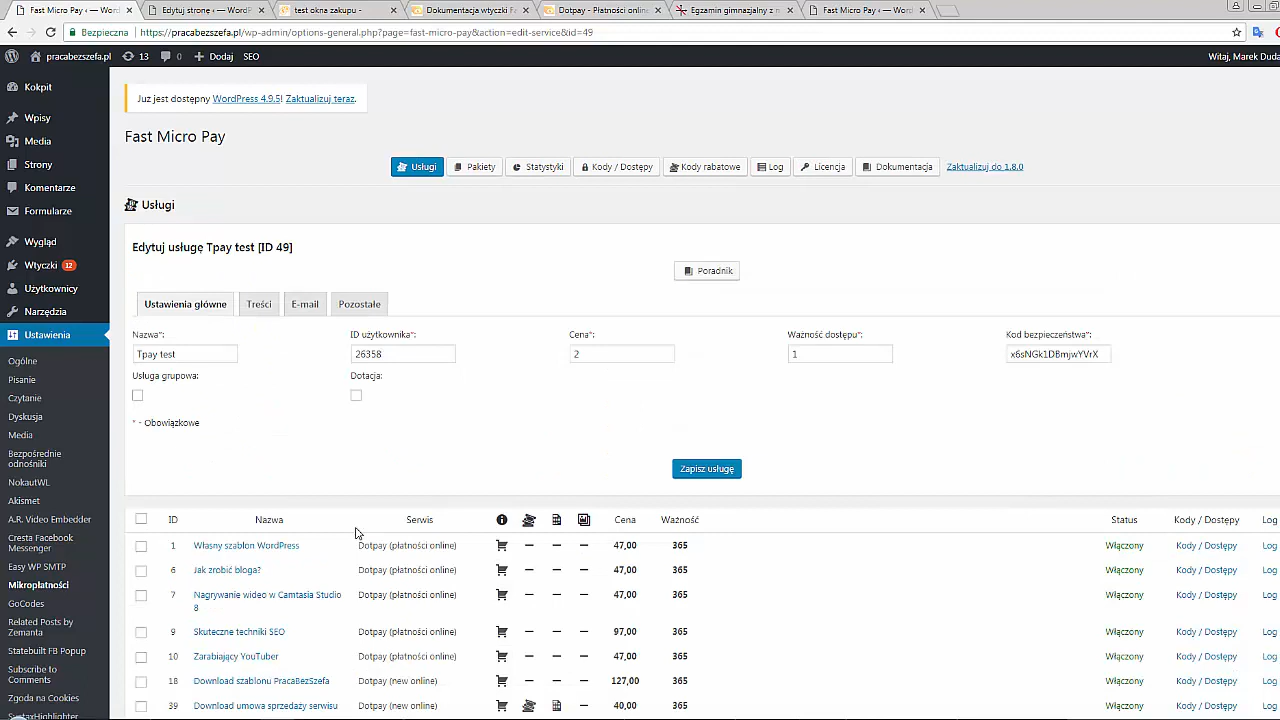 Fast Micro Pay ‹
Edytuj stronę ‹ — WordP
test okna zakupu -
Dokumentacja wtyczki F
Dotpay - Płatności online
Egzamin gimnazjalny z m
Fast Micro Pay ‹ — Word
Bezpieczna
https://pracabezszefa.pl/wp-admin/options-general.php?page=fast-micro-pay&action=edit-service&id=49
pracabezszefa.pl
13
0
Dodaj
SEO
Witaj, Marek Duda
Kokpit
Wpisy
Media
Strony
Komentarze
Formularze
Wygląd
Wtyczki 12
Użytkownicy
Narzędzia
Ustawienia
Ogólne
Pisanie
Czytanie
Dyskusja
Media
Bezpośrednie
odnośniki
NokautWL
Akismet
A.R. Video Embedder
Cresta Facebook
Messenger
Easy WP SMTP
Mikropłatności
GoCodes
Related Posts by
Zemanta
Statebuilt FB Popup
Subscribe to
Comments
Zgoda na Cookies
SyntaxHighlighter
Już jest dostępny WordPress 4.9.5! Zaktualizuj teraz.
Fast Micro Pay
Usługi
Pakiety
Statystyki
Kody / Dostępy
Kody rabatowe
Log
Licencja
Dokumentacja
Zaktualizuj do 1.8.0
Usługi
Edytuj usługę Tpay test [ID 49]
Poradnik
Ustawienia główne
Treści
E-mail
Pozostałe
Nazwa*: ID użytkownika*: Cena*: Ważność dostępu*: Kod bezpieczeństwa*:
Tpay test 26358 2 1 x6sNGk1DBmjwYVrX
Usługa grupowa: Dotacja:
* - Obowiązkowe
Zapisz usługę
ID Nazwa Serwis Cena Ważność Status Kody / Dostępy Log
1 Własny szablon WordPress Dotpay (płatności online) — — — 47,00 365 Włączony Kody / Dostępy Log
6 Jak zrobić bloga? Dotpay (płatności online) — — — 47,00 365 Włączony Kody / Dostępy Log
7 Nagrywanie wideo w Camtasia Studio Dotpay (płatności online) — — — 47,00 365 Włączony Kody / Dostępy Log
8
9 Skuteczne techniki SEO Dotpay (płatności online) — — — 97,00 365 Włączony Kody / Dostępy Log
10 Zarabiający YouTuber Dotpay (płatności online) — — — 47,00 365 Włączony Kody / Dostępy Log
18 Download szablonu PracaBezSzefa Dotpay (new online) — — — 127,00 365 Włączony Kody / Dostępy Log
39 Download umowa sprzedaży serwisu Dotpay (new online) — 40,00 365 Włączony Kody / Dostępy Log